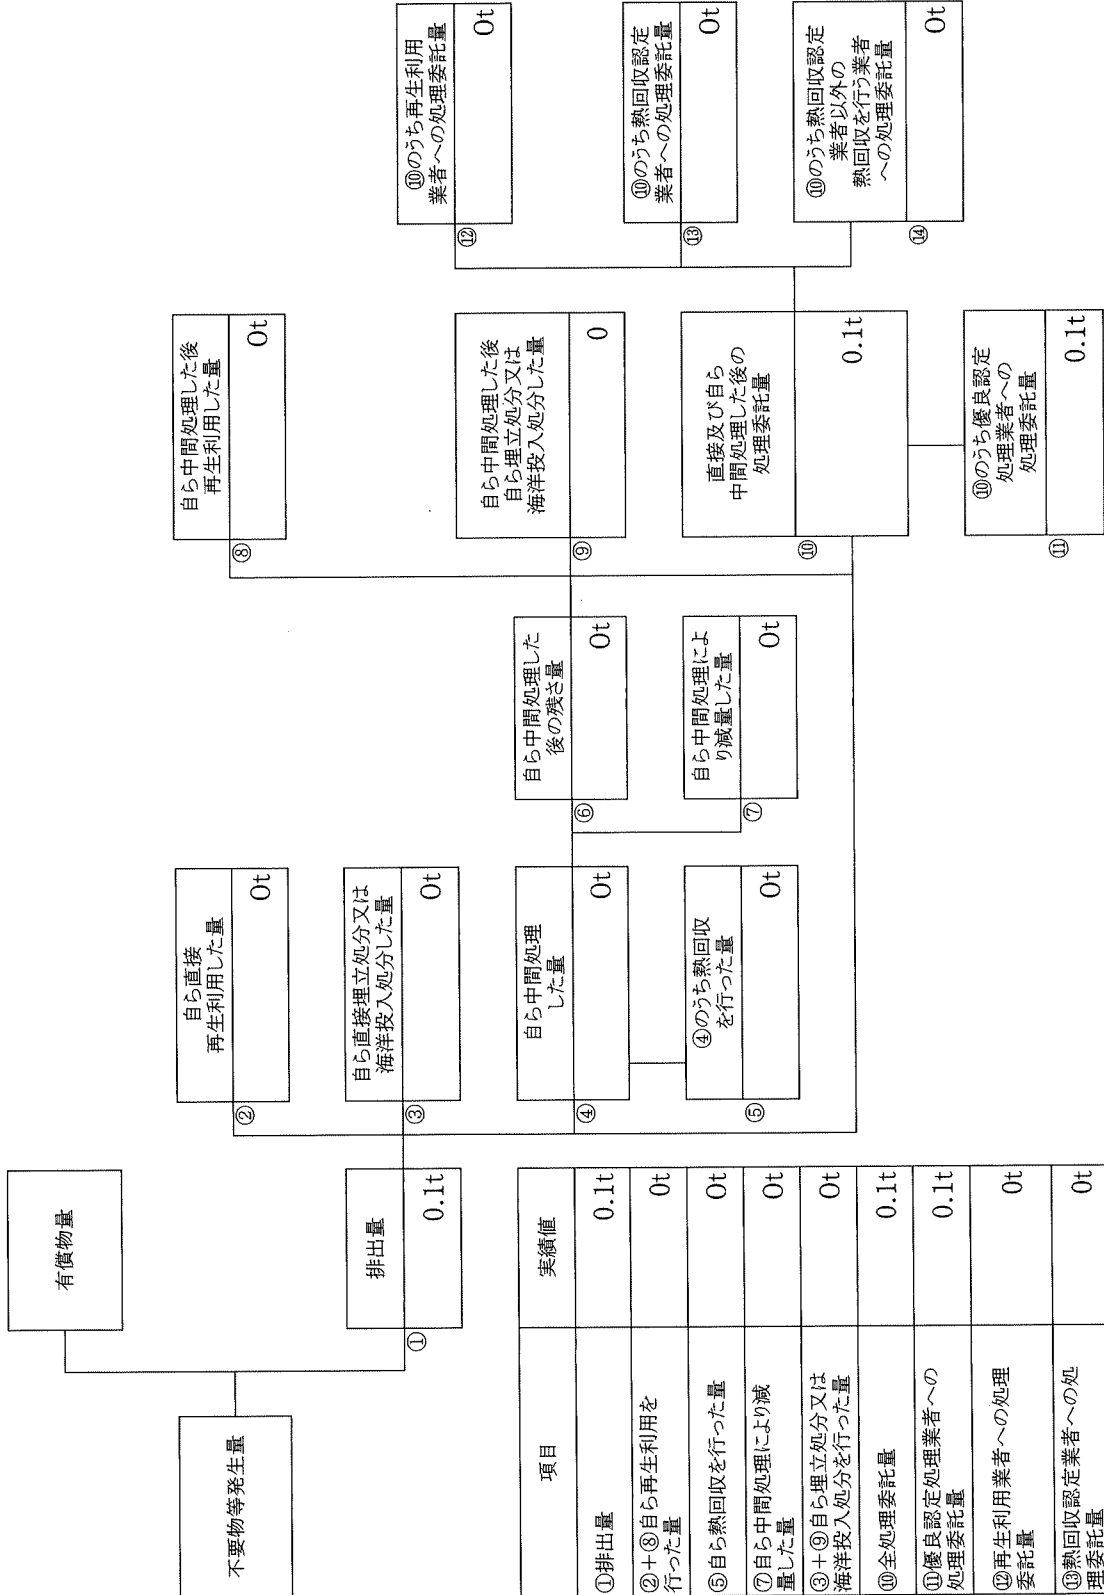 不要物等発生量
有償物量
排出量
①
0.1t
自ら直接
再生利用した量
②
0t
自ら直接埋立処分又は
海洋投入処分した量
③
0t
自ら中間処理
した量
④
0t
④のうち熱回収
を行った量
⑤
0t
自ら中間処理した
後の残さ量
⑥
0t
自ら中間処理によ
り減量した量
⑦
0t
自ら中間処理した後
再生利用した量
⑧
0t
自ら中間処理した後
自ら埋立処分又は
海洋投入処分した量
⑨
0
直接及び自ら
中間処理した後の
処理委託量
⑩
0.1t
⑩のうち優良認定
処理業者への
処理委託量
⑪
0.1t
⑩のうち再生利用
業者への処理委託量
⑫
0t
⑩のうち熱回収認定
業者への処理委託量
⑬
0t
⑩のうち熱回収認定
業者以外の
熱回収を行う業者
への処理委託量
⑭
0t
項目 実績値
①排出量 0.1t
②+⑧自ら再生利用を
行った量 0t
⑤自ら熱回収を行った量 0t
⑦自ら中間処理により減
量した量 0t
③+⑨自ら埋立処分又は
海洋投入処分を行った量 0t
⑩全処理委託量 0.1t
⑪優良認定処理業者への
処理委託量 0.1t
⑫再生利用業者への処理
委託量 0t
⑬熱回収認定業者への処
理委託量 0t